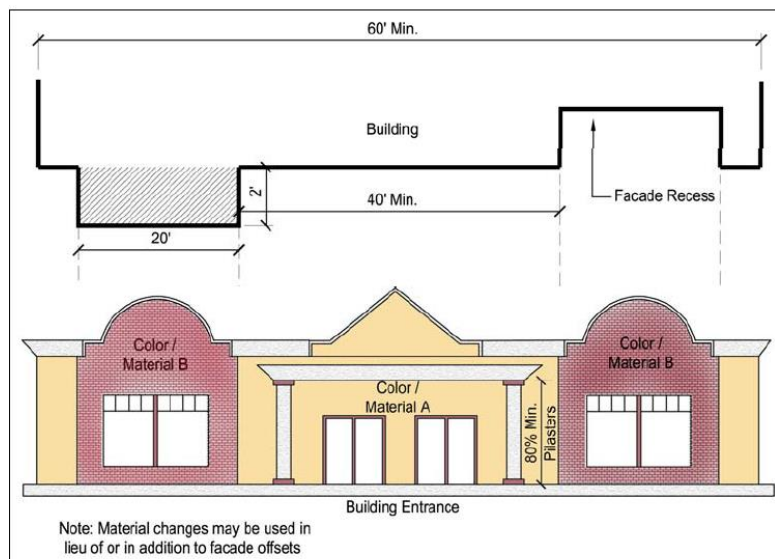 60' Min.
Building
2'
Facade Recess
40' Min.
20'
Color /
Material B
Color /
Material A
80% Min.
Pilasters
Color /
Material B
Building Entrance
Note: Material changes may be used in
lieu of or in addition to facade offsets